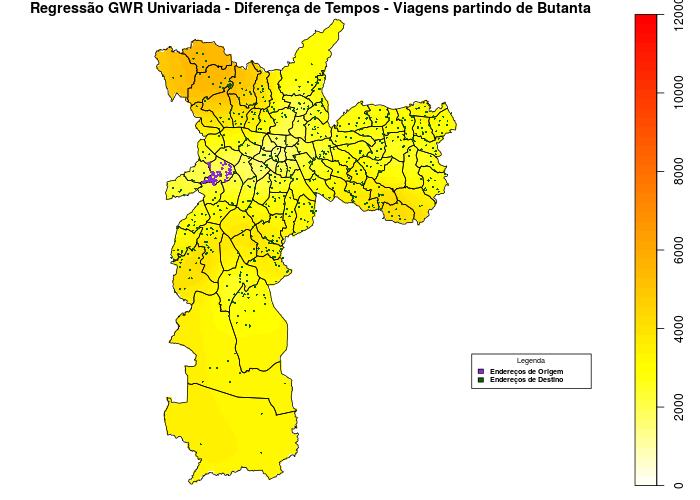 Regressão GWR Univariada - Diferença de Tempos - Viagens partindo de Butanta
Legenda
Endereços de Origem
Endereços de Destino
12000
10000
8000
6000
4000
2000
0